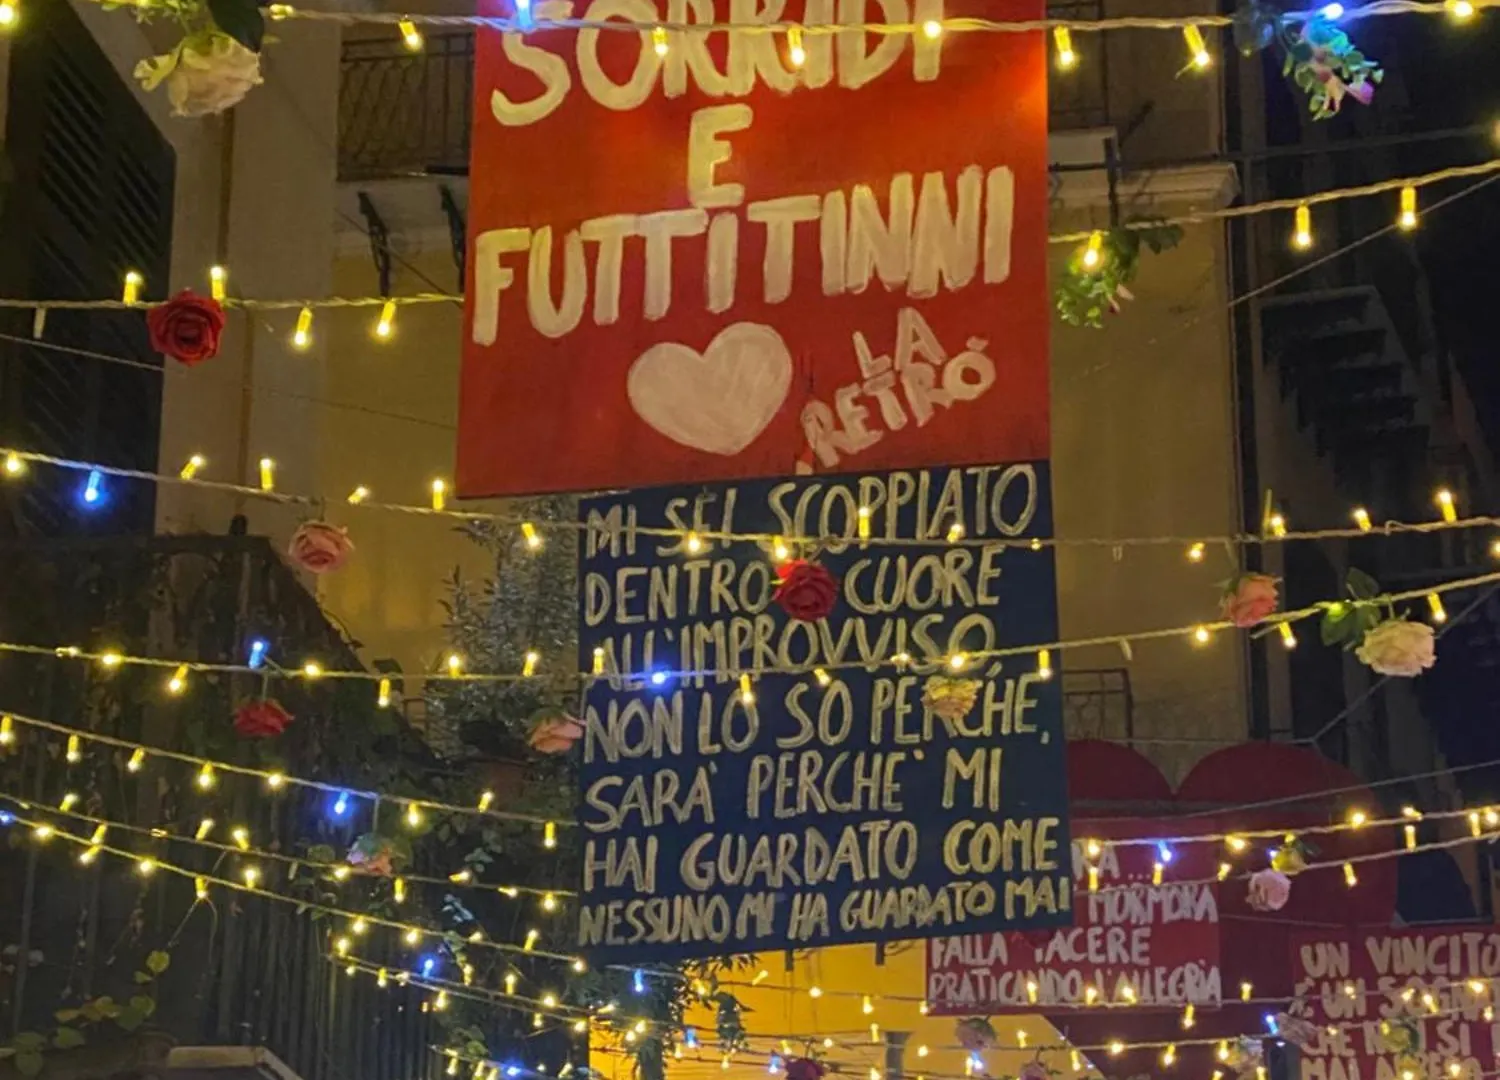 SORRIDI
E
FUTTITINNI
LA
RETRÒ
MI SEI SCOPPIATO
DENTRO CUORE
ALL'IMPROVVISO,
NON LO SO PERCHE,
SARA' PERCHE' MI
HAI GUARDATO COME
NESSUNO MI HA GUARDATO MAI
MORMORA
FALLA TACERE
PRATICANDO L'ALLEGRIA
UN VINCITO
UN SOGNA
CHE NON SI
MAI